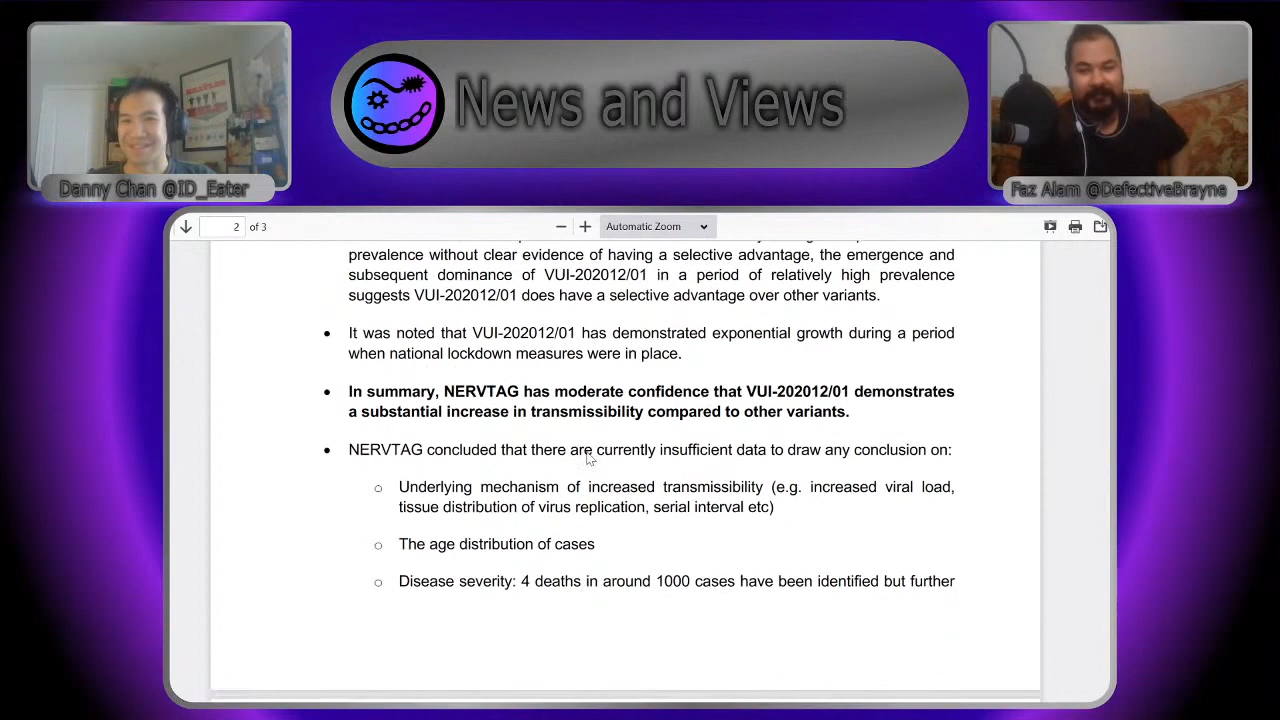 News and Views
Danny Chan @ID_Eater
Faz Alam @DefectiveBrayne
2 of 3
Automatic Zoom
prevalence without clear evidence of having a selective advantage, the emergence and
subsequent dominance of VUI-202012/01 in a period of relatively high prevalence
suggests VUI-202012/01 does have a selective advantage over other variants.
• It was noted that VUI-202012/01 has demonstrated exponential growth during a period
when national lockdown measures were in place.
• In summary, NERVTAG has moderate confidence that VUI-202012/01 demonstrates
a substantial increase in transmissibility compared to other variants.
• NERVTAG concluded that there are currently insufficient data to draw any conclusion on:
○ Underlying mechanism of increased transmissibility (e.g. increased viral load,
tissue distribution of virus replication, serial interval etc)
○ The age distribution of cases
○ Disease severity: 4 deaths in around 1000 cases have been identified but further